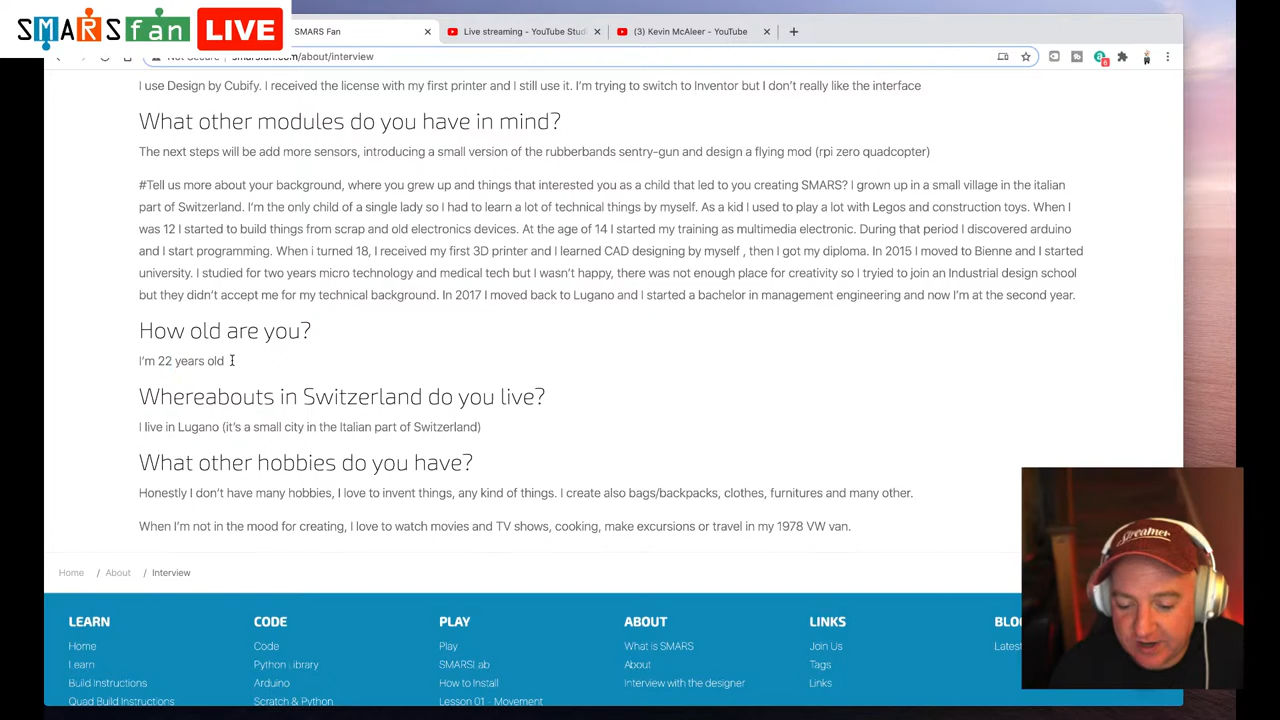 SMARS fan LIVE
SMARS Fan
Live streaming - YouTube Stud
(3) Kevin McAleer - YouTube
Not Secure smarsfan.com/about/interview
I use Design by Cubify. I received the license with my first printer and I still use it. I'm trying to switch to Inventor but I don't really like the interface
What other modules do you have in mind?
The next steps will be add more sensors, introducing a small version of the rubberbands sentry-gun and design a flying mod (rpi zero quadcopter)
#Tell us more about your background, where you grew up and things that interested you as a child that led to you creating SMARS? I grown up in a small village in the italian
part of Switzerland. I'm the only child of a single lady so I had to learn a lot of technical things by myself. As a kid I used to play a lot with Legos and construction toys. When I
was 12 I started to build things from scrap and old electronics devices. At the age of 14 I started my training as multimedia electronic. During that period I discovered arduino
and I start programming. When i turned 18, I received my first 3D printer and I learned CAD designing by myself , then I got my diploma. In 2015 I moved to Bienne and I started
university. I studied for two years micro technology and medical tech but I wasn't happy, there was not enough place for creativity so I tryied to join an Industrial design school
but they didn't accept me for my technical background. In 2017 I moved back to Lugano and I started a bachelor in management engineering and now I'm at the second year.
How old are you?
I'm 22 years old
Whereabouts in Switzerland do you live?
I live in Lugano (it's a small city in the Italian part of Switzerland)
What other hobbies do you have?
Honestly I don't have many hobbies, I love to invent things, any kind of things. I create also bags/backpacks, clothes, furnitures and many other.
When I'm not in the mood for creating, I love to watch movies and TV shows, cooking, make excursions or travel in my 1978 VW van.
Home / About / Interview
LEARN CODE PLAY ABOUT LINKS BLO
Home Code Play What is SMARS Join Us Latest
Learn Python Library SMARSLab About Tags
Build Instructions Arduino How to Install Interview with the designer Links
Quad Build Instructions Scratch & Python Lesson 01 - Movement
Streamer